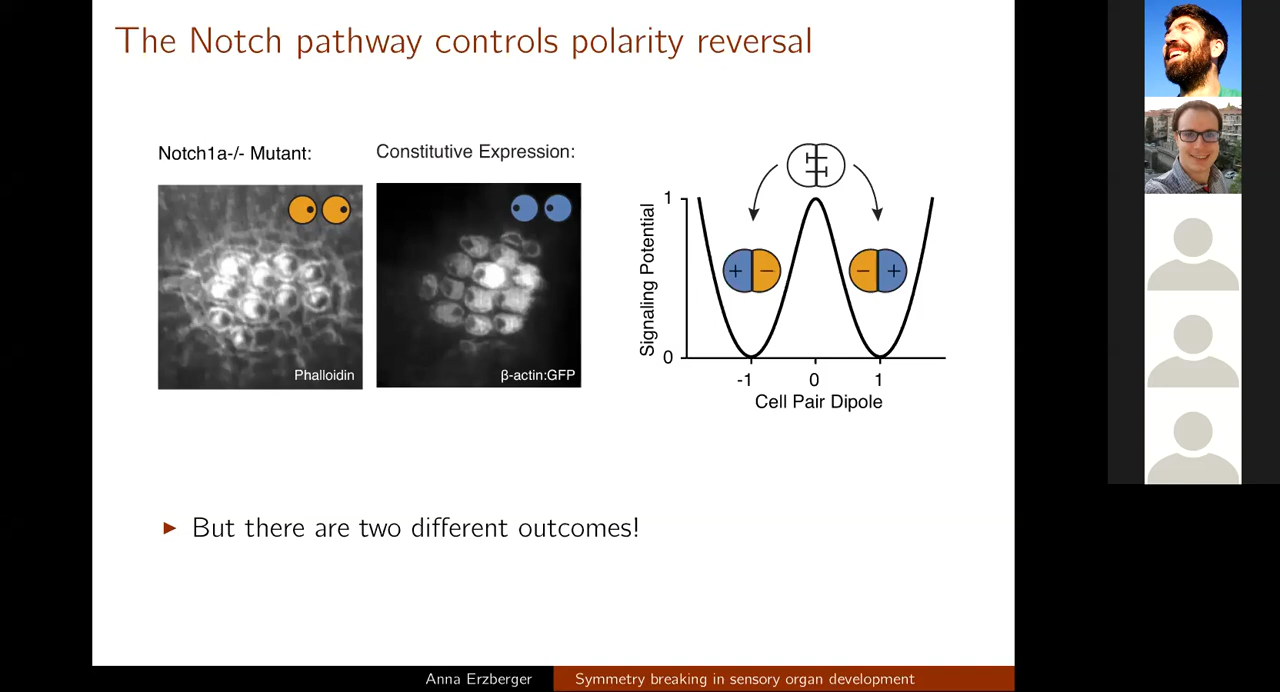 The Notch pathway controls polarity reversal
Notch1a-/- Mutant:
Constitutive Expression:
Phalloidin
β-actin:GFP
Signaling Potential
1
0
+ −
− +
-1 0 1
Cell Pair Dipole
► But there are two different outcomes!
Anna Erzberger
Symmetry breaking in sensory organ development